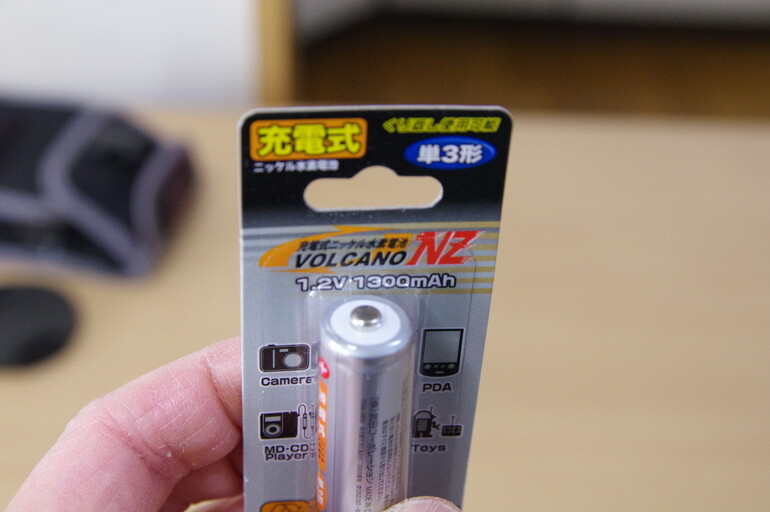 充電式
ニッケル水素電池
くり返し使用可能
単3形
充電式ニッケル水素電池
VOLCANO NZ
1.2V 1300mAh
Camera
PDA
MD-CD
Player
Toys